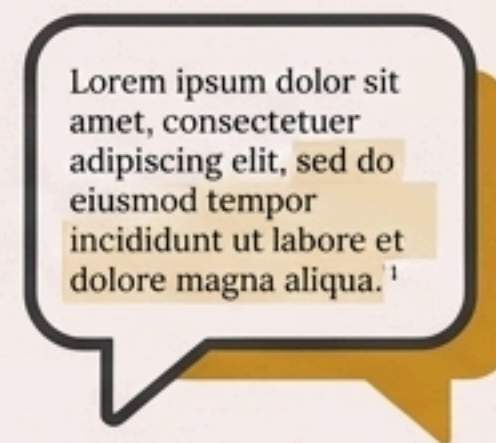 Lorem ipsum dolor sit
amet, consectetuer
adipiscing elit, sed do
eiusmod tempor
incididunt ut labore et
dolore magna aliqua.¹